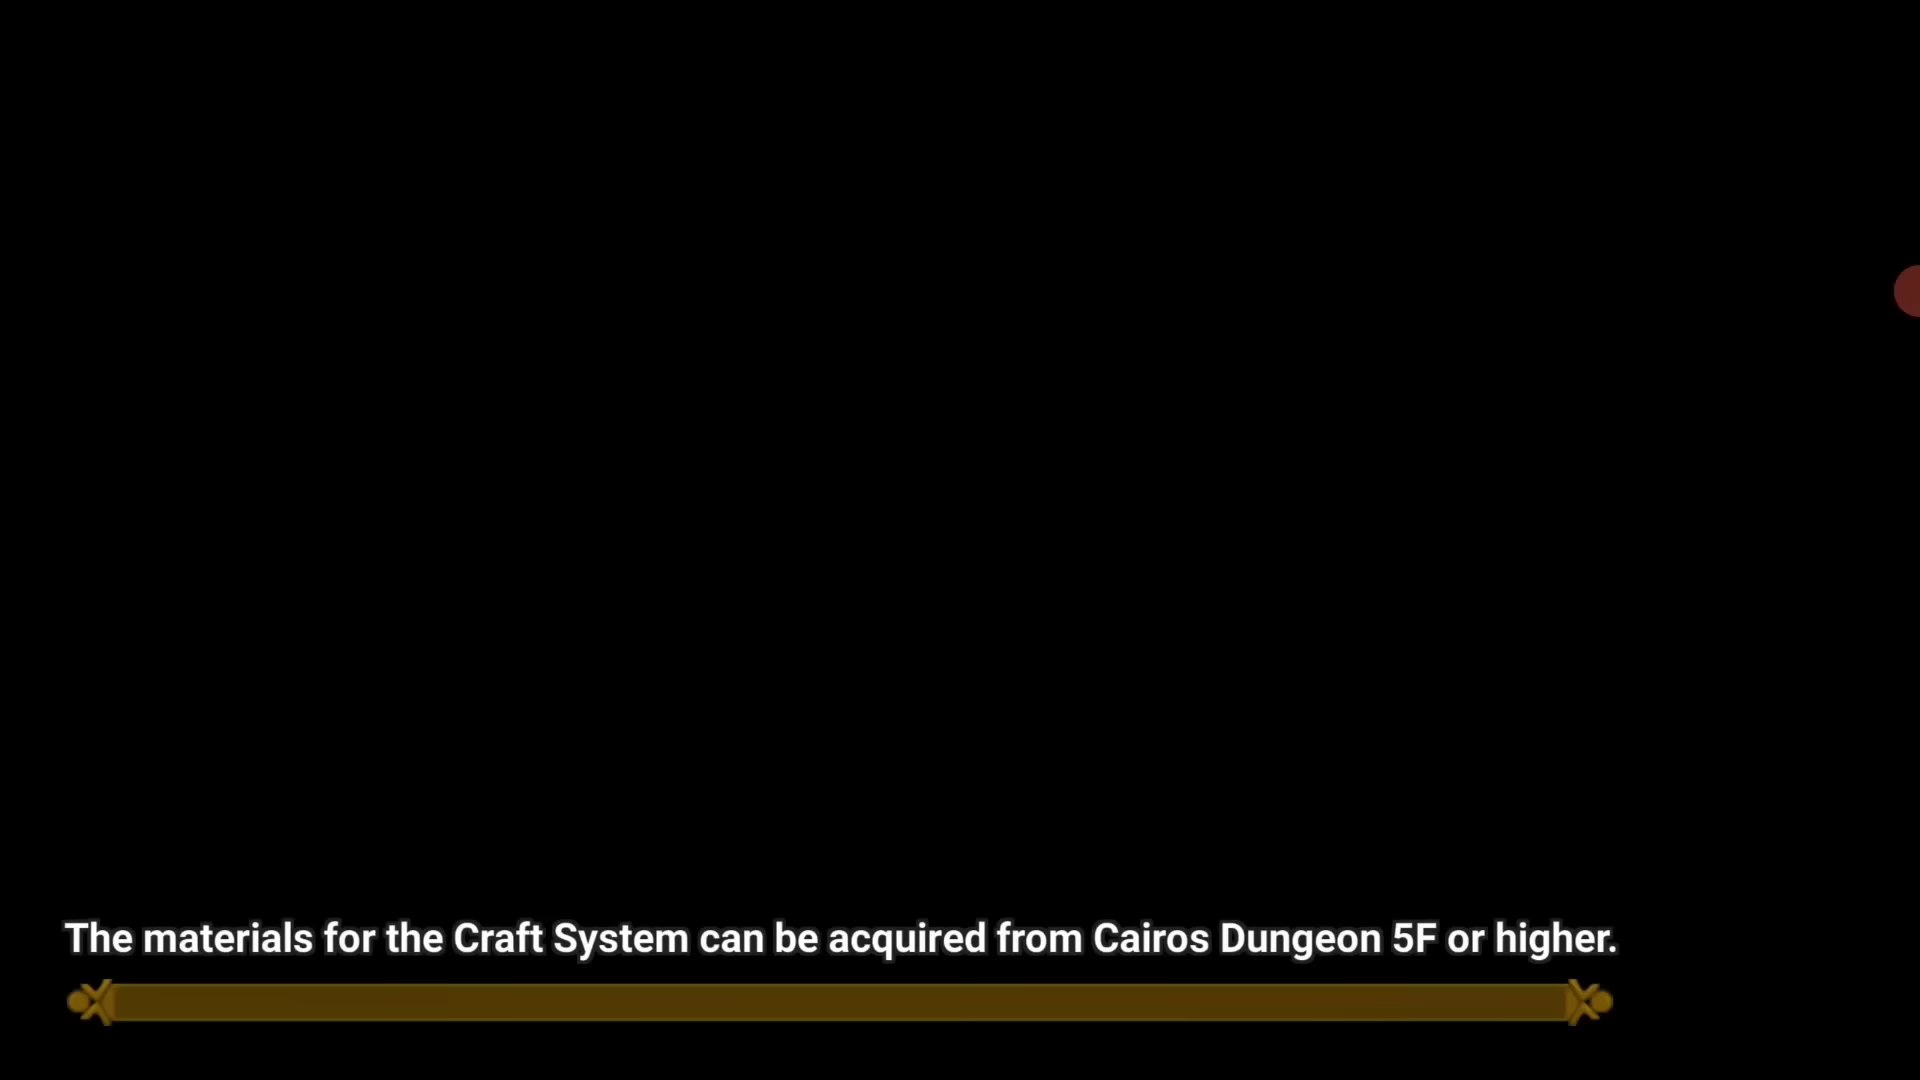 The materials for the Craft System can be acquired from Cairos Dungeon 5F or higher.